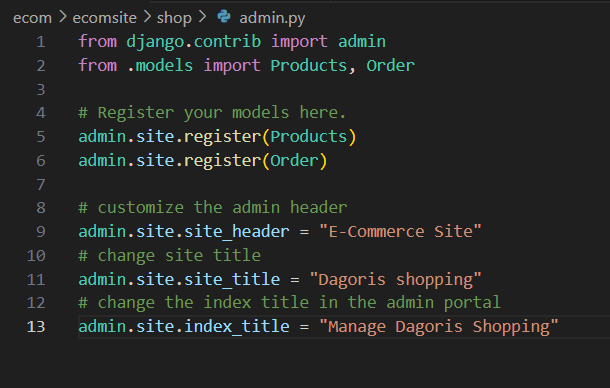 ecom > ecomsite > shop > admin.py
1 from django.contrib import admin
2 from .models import Products, Order
3
4 # Register your models here.
5 admin.site.register(Products)
6 admin.site.register(Order)
7
8 # customize the admin header
9 admin.site.site_header = "E-Commerce Site"
10 # change site title
11 admin.site.site_title = "Dagoris shopping"
12 # change the index title in the admin portal
13 admin.site.index_title = "Manage Dagoris Shopping"